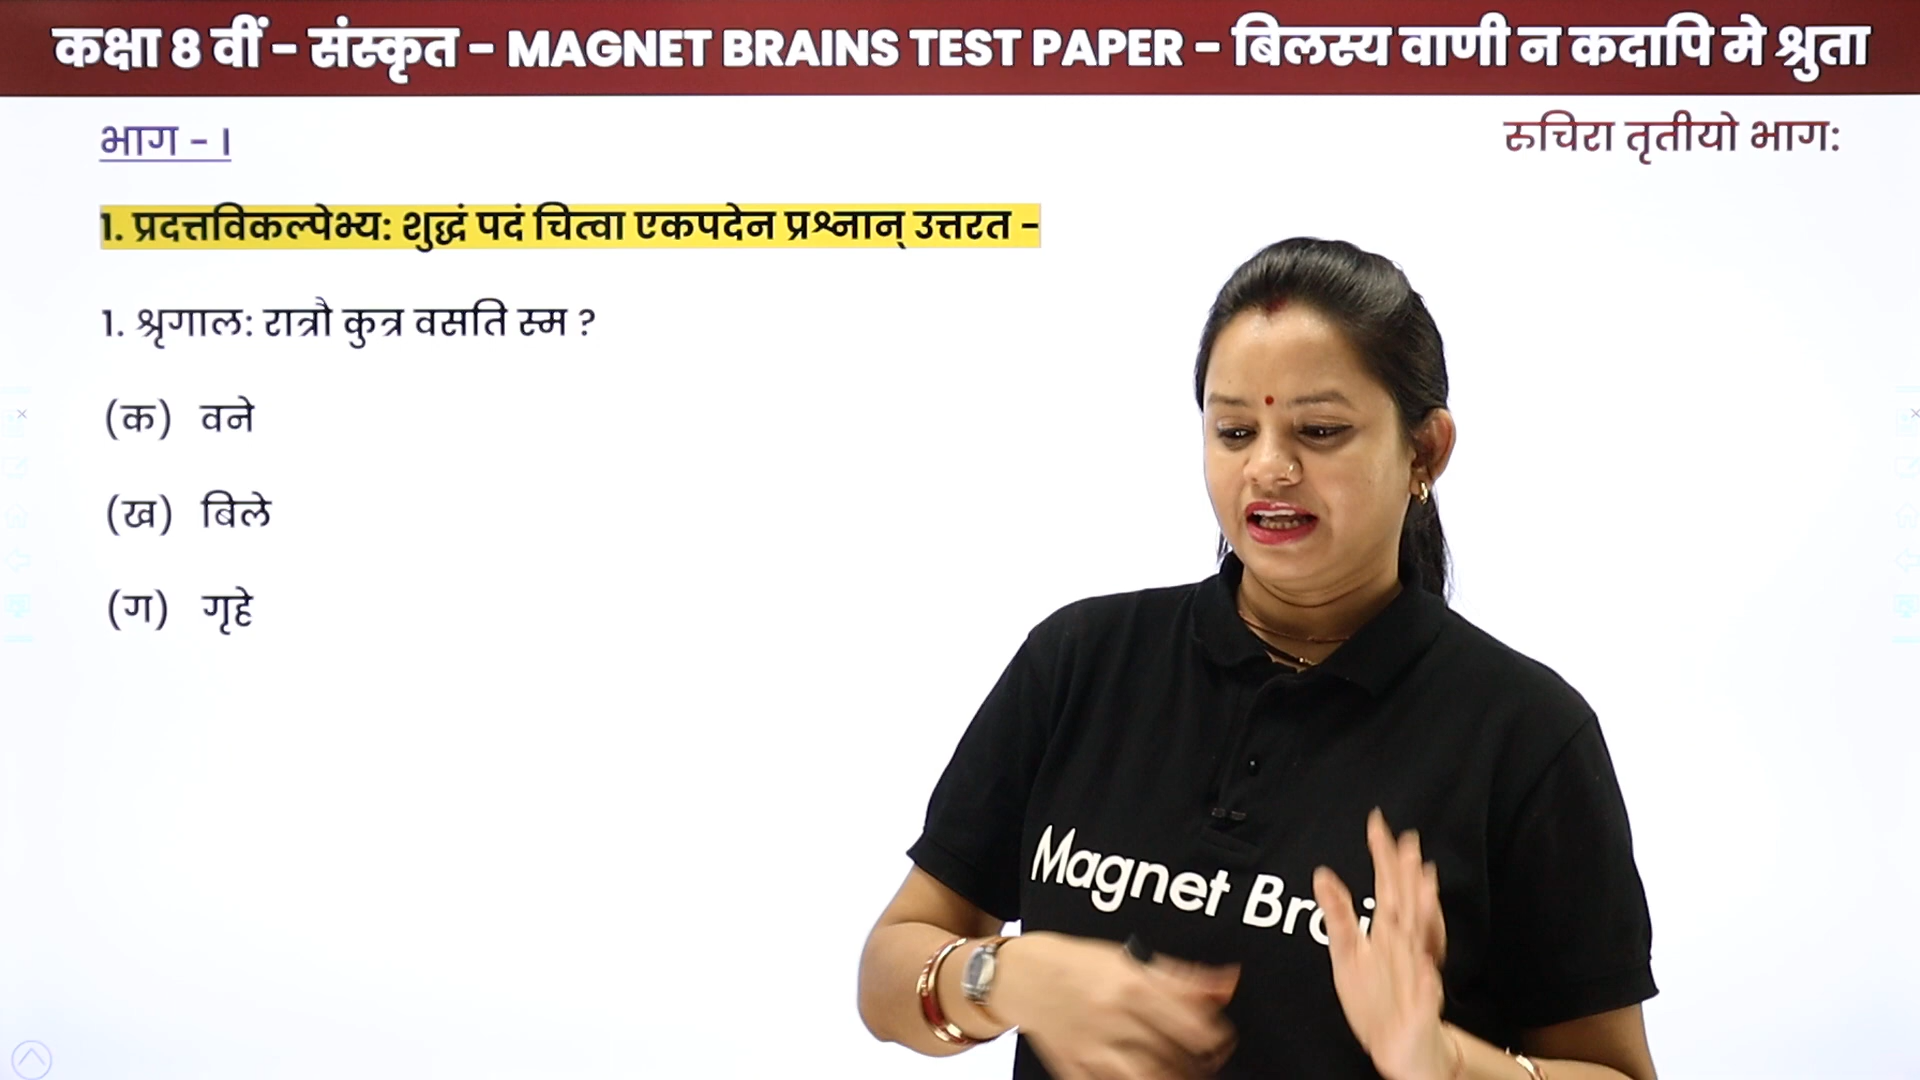 कक्षा 8 वीं - संस्कृत - MAGNET BRAINS TEST PAPER - बिलस्य वाणी न कदापि मे श्रुता
भाग - I
रुचिरा तृतीयो भाग:
1. प्रदत्तविकल्पेभ्य: शुद्धं पदं चित्वा एकपदेन प्रश्नान् उत्तरत -
1. श्रृगाल: रात्रौ कुत्र वसति स्म ?
(क) वने
(ख) बिले
(ग) गृहे
Magnet Brai